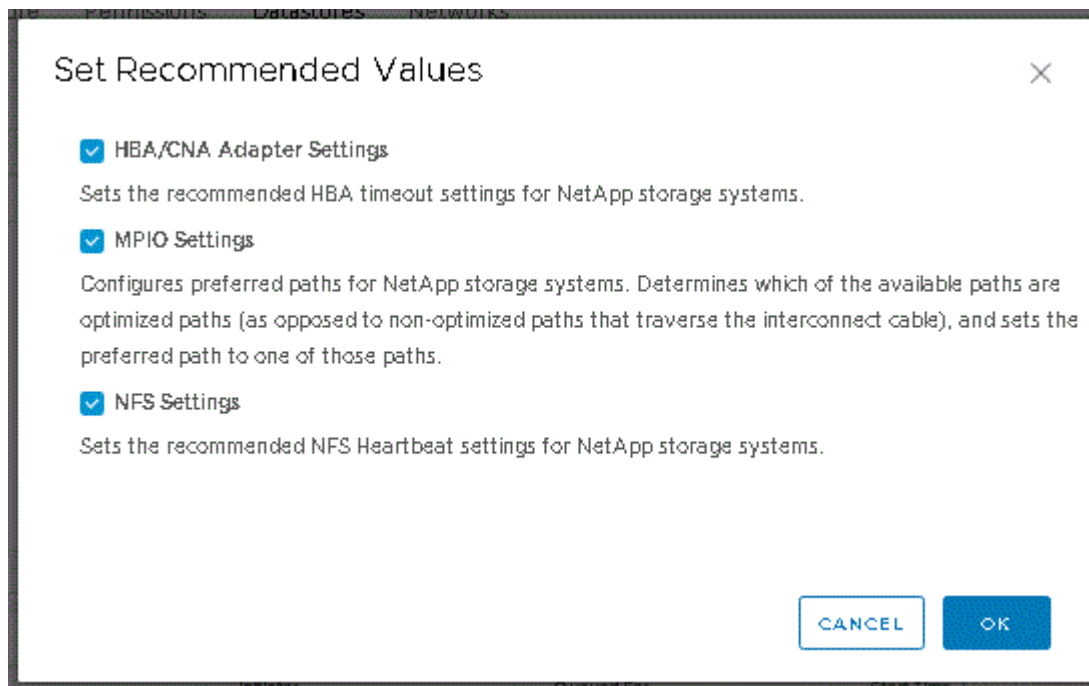 Permissions Datastores Networks
Set Recommended Values
HBA/CNA Adapter Settings
Sets the recommended HBA timeout settings for NetApp storage systems.
MPIO Settings
Configures preferred paths for NetApp storage systems. Determines which of the available paths are
optimized paths (as opposed to non-optimized paths that traverse the interconnect cable), and sets the
preferred path to one of those paths.
NFS Settings
Sets the recommended NFS Heartbeat settings for NetApp storage systems.
CANCEL OK